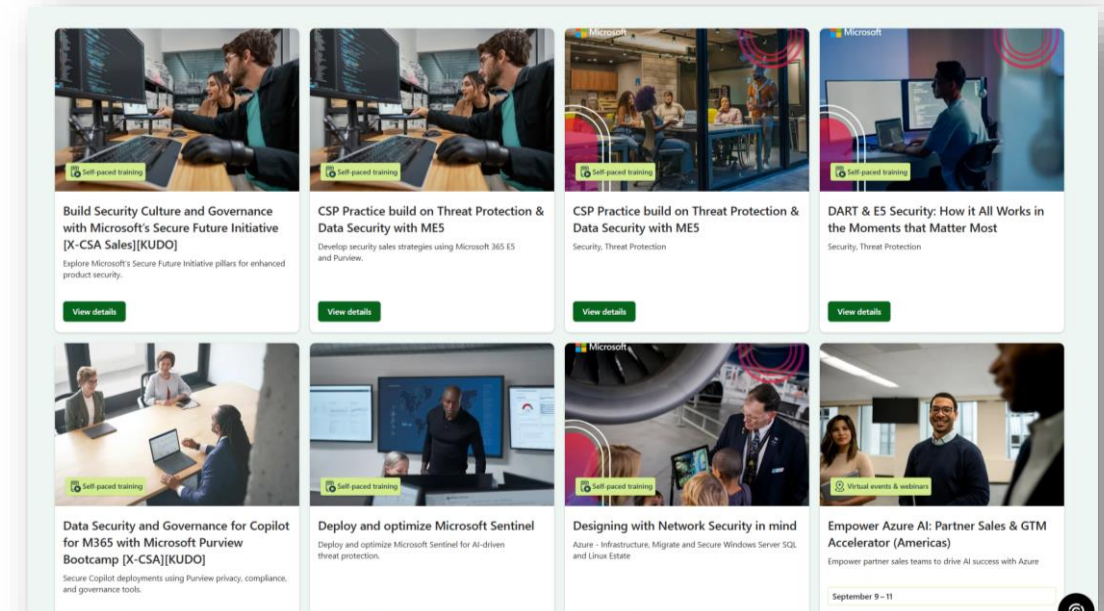 Microsoft
Microsoft
Self-paced training
Self-paced training
Self-paced training
Self-paced training
Build Security Culture and Governance
with Microsoft's Secure Future Initiative
[X-CSA Sales][KUDO]
Explore Microsoft's Secure Future Initiative pillars for enhanced
product security.
View details
CSP Practice build on Threat Protection &
Data Security with ME5
Develop security sales strategies using Microsoft 365 E5
and Purview.
View details
CSP Practice build on Threat Protection &
Data Security with ME5
Security, Threat Protection
View details
DART & E5 Security: How it All Works in
the Moments that Matter Most
Security, Threat Protection
View details
Microsoft
Self-paced training
Self-paced training
Self-paced training
Virtual events & webinars
Data Security and Governance for Copilot
for M365 with Microsoft Purview
Bootcamp [X-CSA][KUDO]
Secure Copilot deployments using Purview privacy, compliance,
and governance tools.
Deploy and optimize Microsoft Sentinel
Deploy and optimize Microsoft Sentinel for AI-driven
threat protection.
Designing with Network Security in mind
Azure - Infrastructure, Migrate and Secure Windows Server SQL
and Linux Estate
Empower Azure AI: Partner Sales & GTM
Accelerator (Americas)
Empower partner sales teams to drive AI success with Azure
September 9 – 11